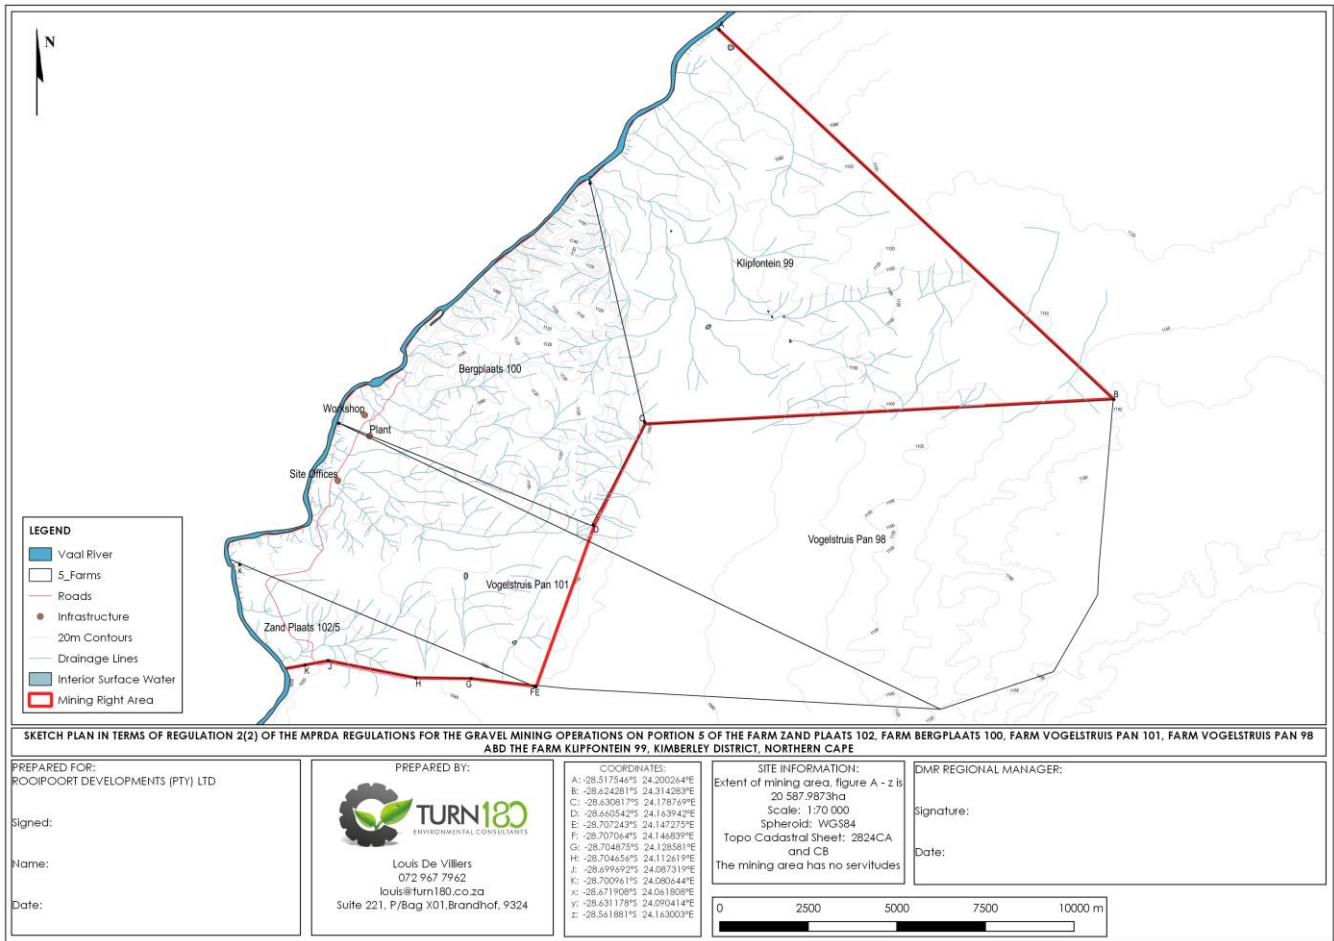 N
A
Klipfontein 99
Bergplaats 100
B
C
Workshop
Plant
Site Offices
D
Vogelstruis Pan 98
Vogelstruis Pan 101
x
Zand Plaats 102/5
K
J
H
G
FE
LEGEND
Vaal River
5_Farms
Roads
Infrastructure
20m Contours
Drainage Lines
Interior Surface Water
Mining Right Area
SKETCH PLAN IN TERMS OF REGULATION 2(2) OF THE MPRDA REGULATIONS FOR THE GRAVEL MINING OPERATIONS ON PORTION 5 OF THE FARM ZAND PLAATS 102, FARM BERGPLAATS 100, FARM VOGELSTRUIS PAN 101, FARM VOGELSTRUIS PAN 98
ABD THE FARM KLIPFONTEIN 99, KIMBERLEY DISTRICT, NORTHERN CAPE
PREPARED FOR:
ROOIPOORT DEVELOPMENTS (PTY) LTD
Signed:
Name:
Date:
PREPARED BY:
TURN180
ENVIRONMENTAL CONSULTANTS
Louis De Villiers
072 967 7962
louis@turn180.co.za
Suite 221, P/Bag X01,Brandhof, 9324
COORDINATES:
A: -28.517546°S 24.200264°E
B: -28.624281°S 24.314283°E
C: -28.630817°S 24.178769°E
D: -28.660542°S 24.163942°E
E: -28.707243°S 24.147275°E
F: -28.707064°S 24.146839°E
G: -28.704875°S 24.128581°E
H: -28.704656°S 24.112619°E
J: -28.699692°S 24.087319°E
K: -28.700961°S 24.080644°E
x: -28.671908°S 24.061808°E
y: -28.631178°S 24.090414°E
z: -28.561881°S 24.163003°E
SITE INFORMATION:
Extent of mining area, figure A - z is
20 587.9873ha
Scale: 1:70 000
Spheroid: WGS84
Topo Cadastral Sheet: 2824CA
and CB
The mining area has no servitudes
DMR REGIONAL MANAGER:
Signature:
Date:
0 2500 5000 7500 10000 m